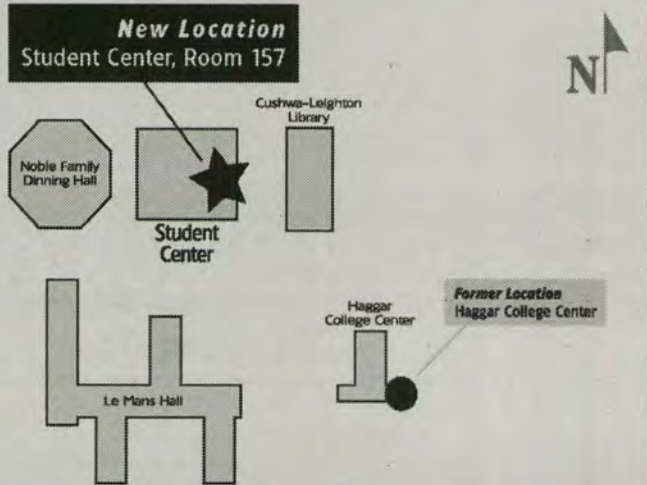 New Location
Student Center, Room 157
N
Cushwa-Leighton
Library
Noble Family
Dinning Hall
Student
Center
Former Location
Haggar College Center
Haggar
College Center
Le Mans Hall